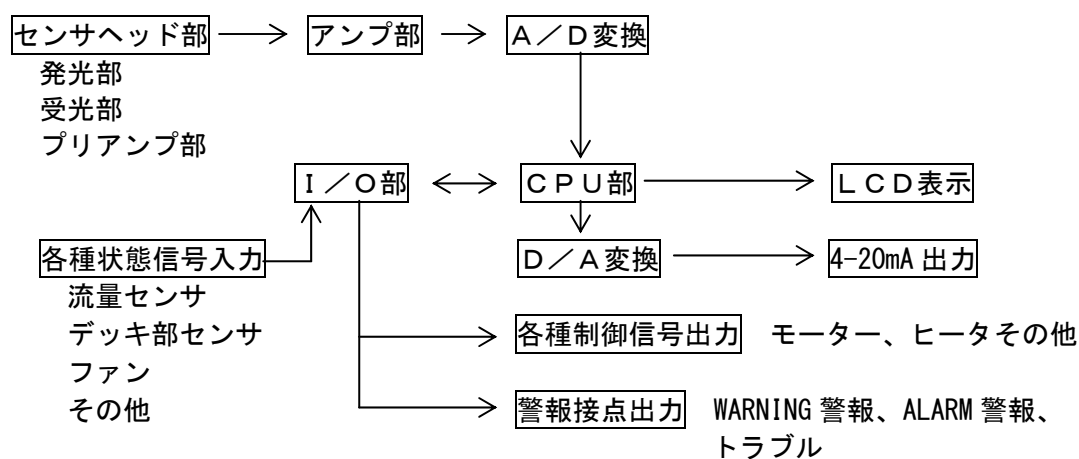 センサヘッド部 アンプ部 A／D変換
発光部
受光部
プリアンプ部
I／O部 CPU部 LCD表示
各種状態信号入力 D／A変換 4-20mA 出力
流量センサ
デッキ部センサ 各種制御信号出力 モーター、ヒータその他
ファン
その他 警報接点出力 WARNING 警報、ALARM 警報、
トラブル